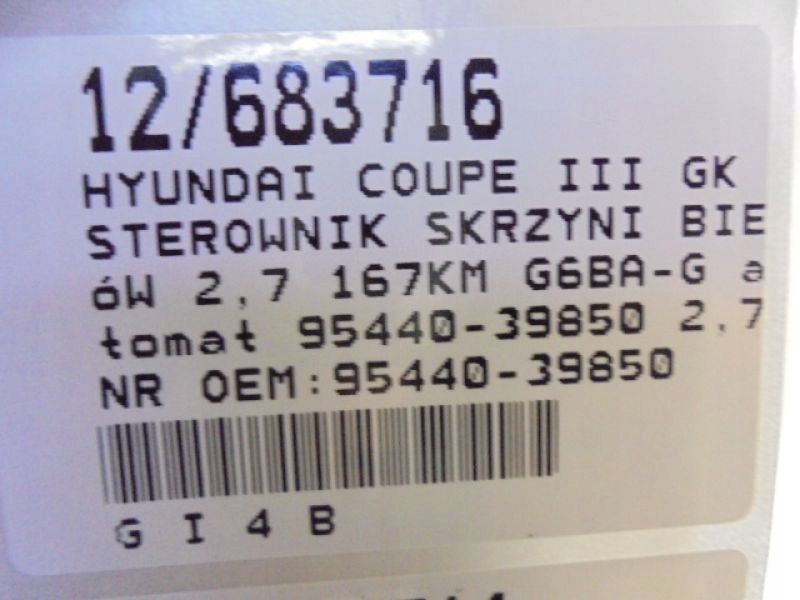 12/683716
HYUNDAI COUPE III GK
STEROWNIK SKRZYNI BIE
ÓW 2,7 167KM G6BA-G a
tomat 95440-39850 2,7
NR OEM:95440-39850
G I 4 B